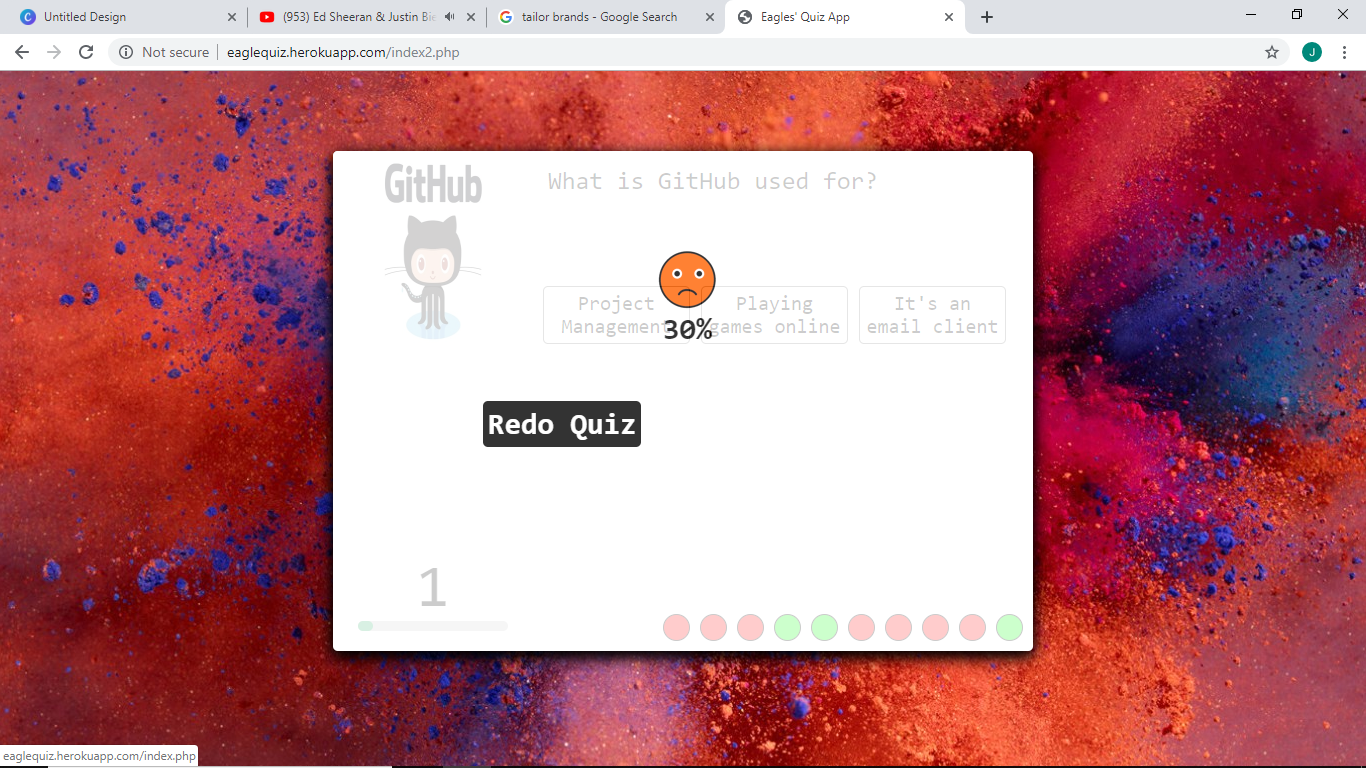 Untitled Design
(953) Ed Sheeran & Justin Bie
tailor brands - Google Search
Eagles' Quiz App
Not secure
eaglequiz.herokuapp.com/index2.php
J
GitHub
What is GitHub used for?
Project
Management
Playing
games online
It's an
email client
30%
Redo Quiz
1
eaglequiz.herokuapp.com/index.php